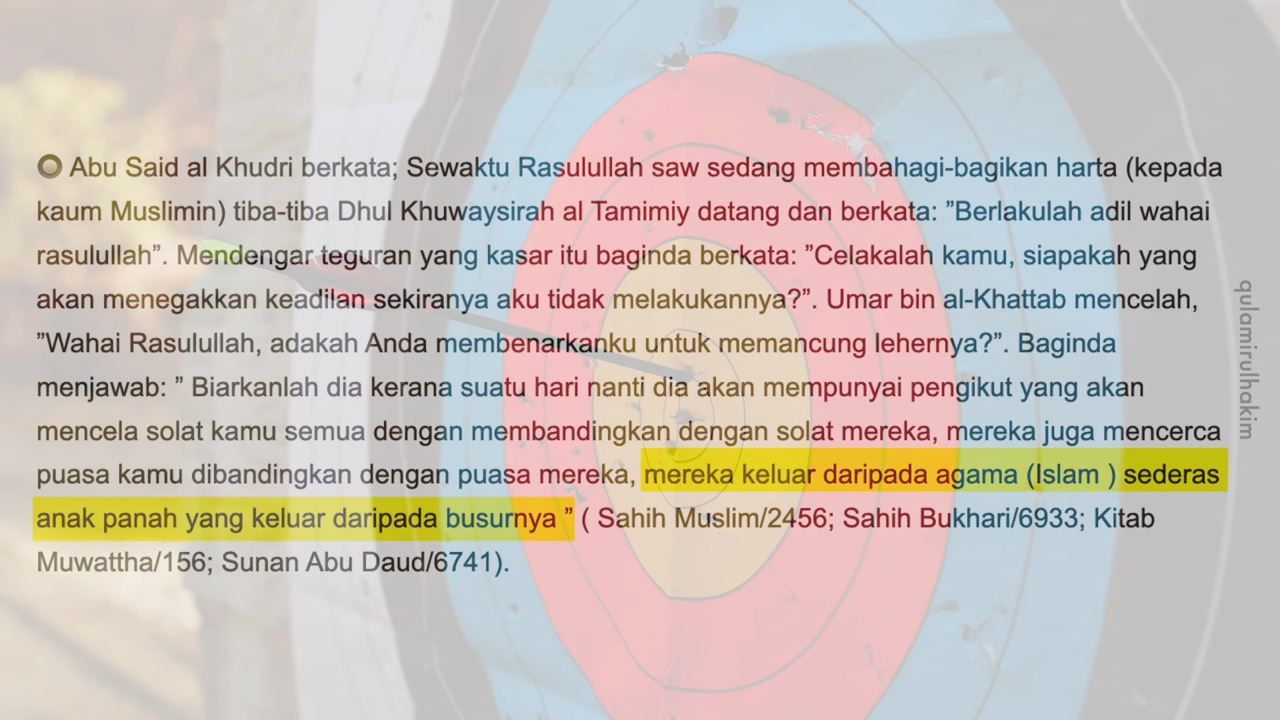 Abu Said al Khudri berkata; Sewaktu Rasulullah saw sedang membahagi-bagikan harta (kepada
kaum Muslimin) tiba-tiba Dhul Khuwaysirah al Tamimiy datang dan berkata: ”Berlakulah adil wahai
rasulullah”. Mendengar teguran yang kasar itu baginda berkata: ”Celakalah kamu, siapakah yang
akan menegakkan keadilan sekiranya aku tidak melakukannya?”. Umar bin al-Khattab mencelah,
”Wahai Rasulullah, adakah Anda membenarkanku untuk memancung lehernya?”. Baginda
menjawab: ” Biarkanlah dia kerana suatu hari nanti dia akan mempunyai pengikut yang akan
mencela solat kamu semua dengan membandingkan dengan solat mereka, mereka juga mencerca
puasa kamu dibandingkan dengan puasa mereka, mereka keluar daripada agama (Islam ) sederas
anak panah yang keluar daripada busurnya ” ( Sahih Muslim/2456; Sahih Bukhari/6933; Kitab
Muwattha/156; Sunan Abu Daud/6741).
qulamirulhakim